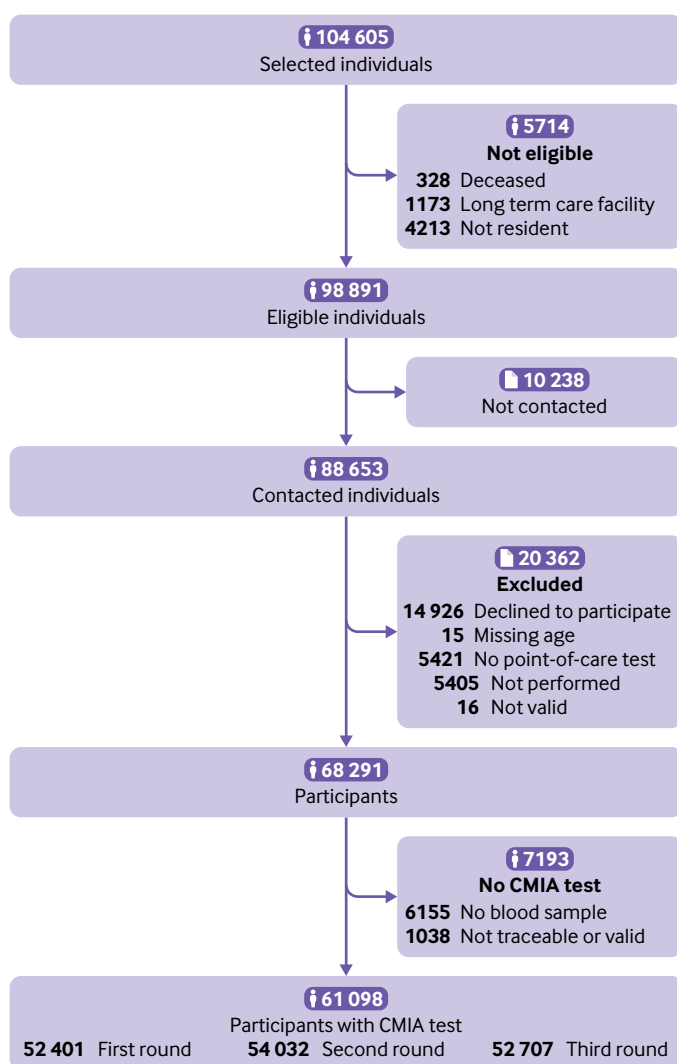 104 605
Selected individuals
5714
Not eligible
328 Deceased
1173 Long term care facility
4213 Not resident
98 891
Eligible individuals
10 238
Not contacted
88 653
Contacted individuals
20 362
Excluded
14 926 Declined to participate
15 Missing age
5421 No point-of-care test
5405 Not performed
16 Not valid
68 291
Participants
7193
No CMIA test
6155 No blood sample
1038 Not traceable or valid
61 098
Participants with CMIA test
52 401 First round 54 032 Second round 52 707 Third round